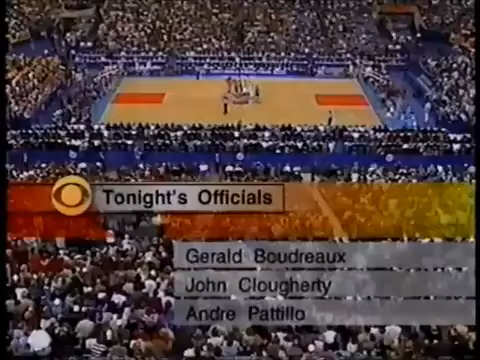 Tonight's Officials
Gerald Boudreaux
John Clougherty
Andre Pattillo